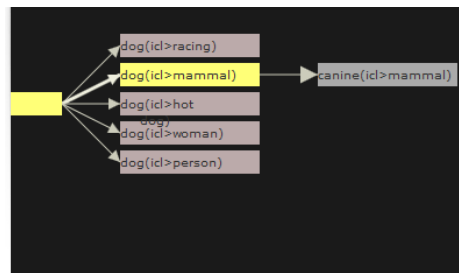 dog(icl>racing)
dog(icl>mammal)
canine(icl>mammal)
dog(icl>hot
dog)
dog(icl>woman)
dog(icl>person)